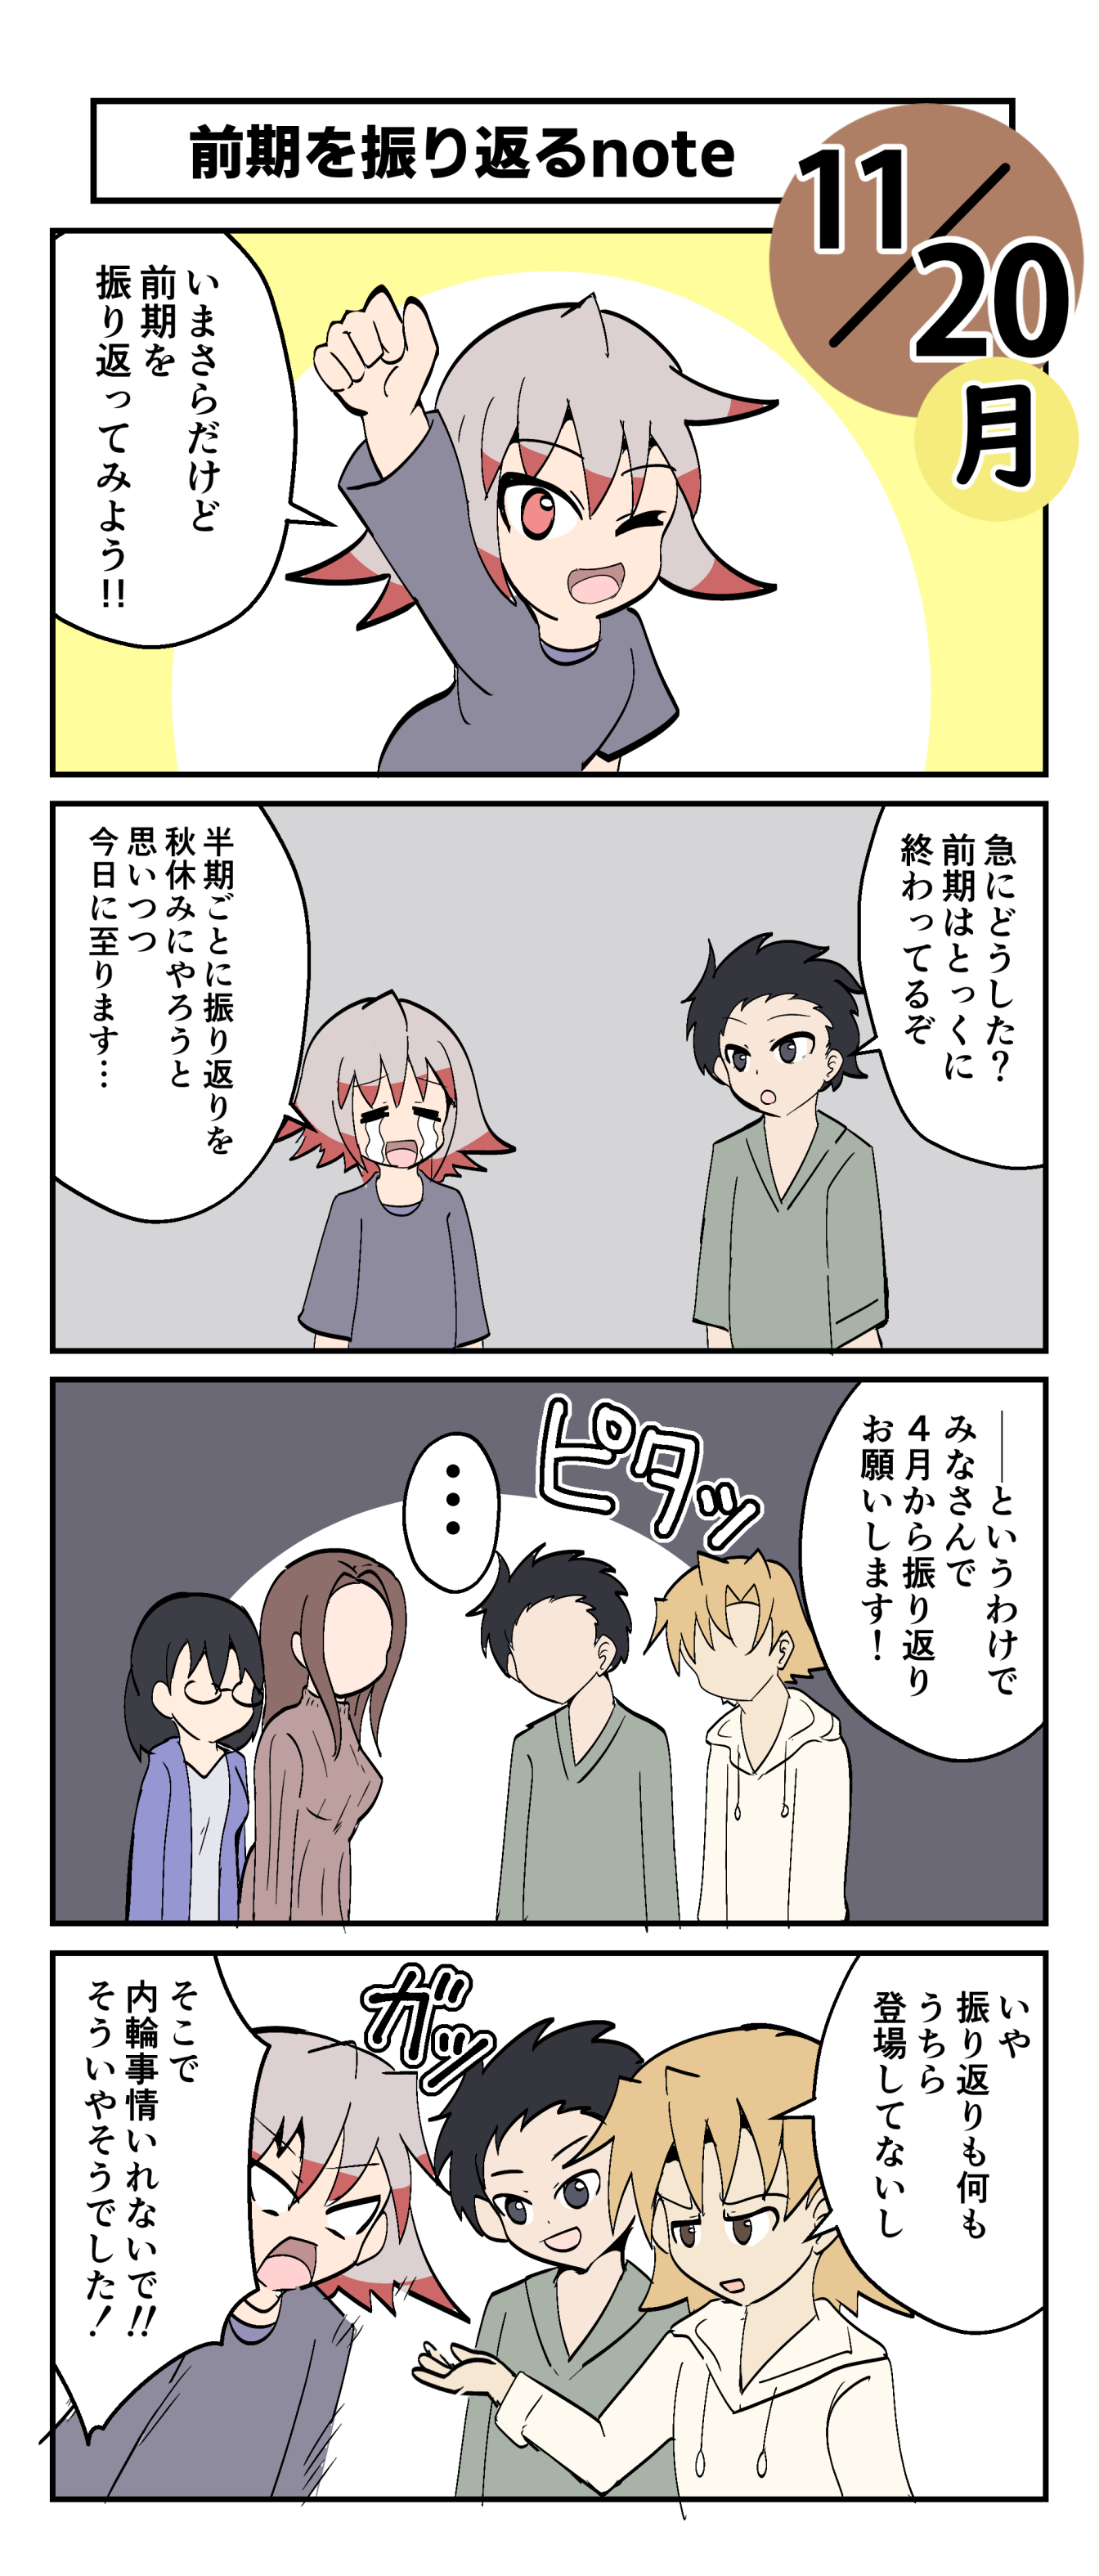 前期を振り返るnote
11/20
月
いまさらだけど
前期を
振り返ってみよう!!
急にどうした?
前期はとっくに
終わってるぞ
半期ごとに振り返りを
秋休みにやろうと
思いつつ
今日に至ります…
――というわけで
みなさんで
4月から振り返り
お願いします!
ピタッ
・・・
いや
振り返りも何も
うちら
登場してないし
ガッ
そこで
内輪事情いれないで!!
そういやそうでした!